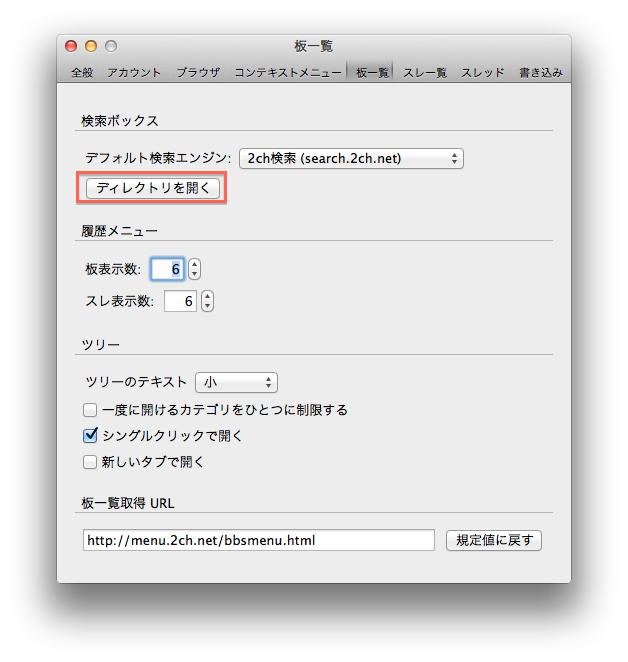 板一覧
全般 アカウント ブラウザ コンテキストメニュー 板一覧 スレ一覧 スレッド 書き込み
検索ボックス
デフォルト検索エンジン: 2ch検索 (search.2ch.net)
ディレクトリを開く
履歴メニュー
板表示数: 6
スレ表示数: 6
ツリー
ツリーのテキスト 小
一度に開けるカテゴリをひとつに制限する
シングルクリックで開く
新しいタブで開く
板一覧取得 URL
http://menu.2ch.net/bbsmenu.html 規定値に戻す